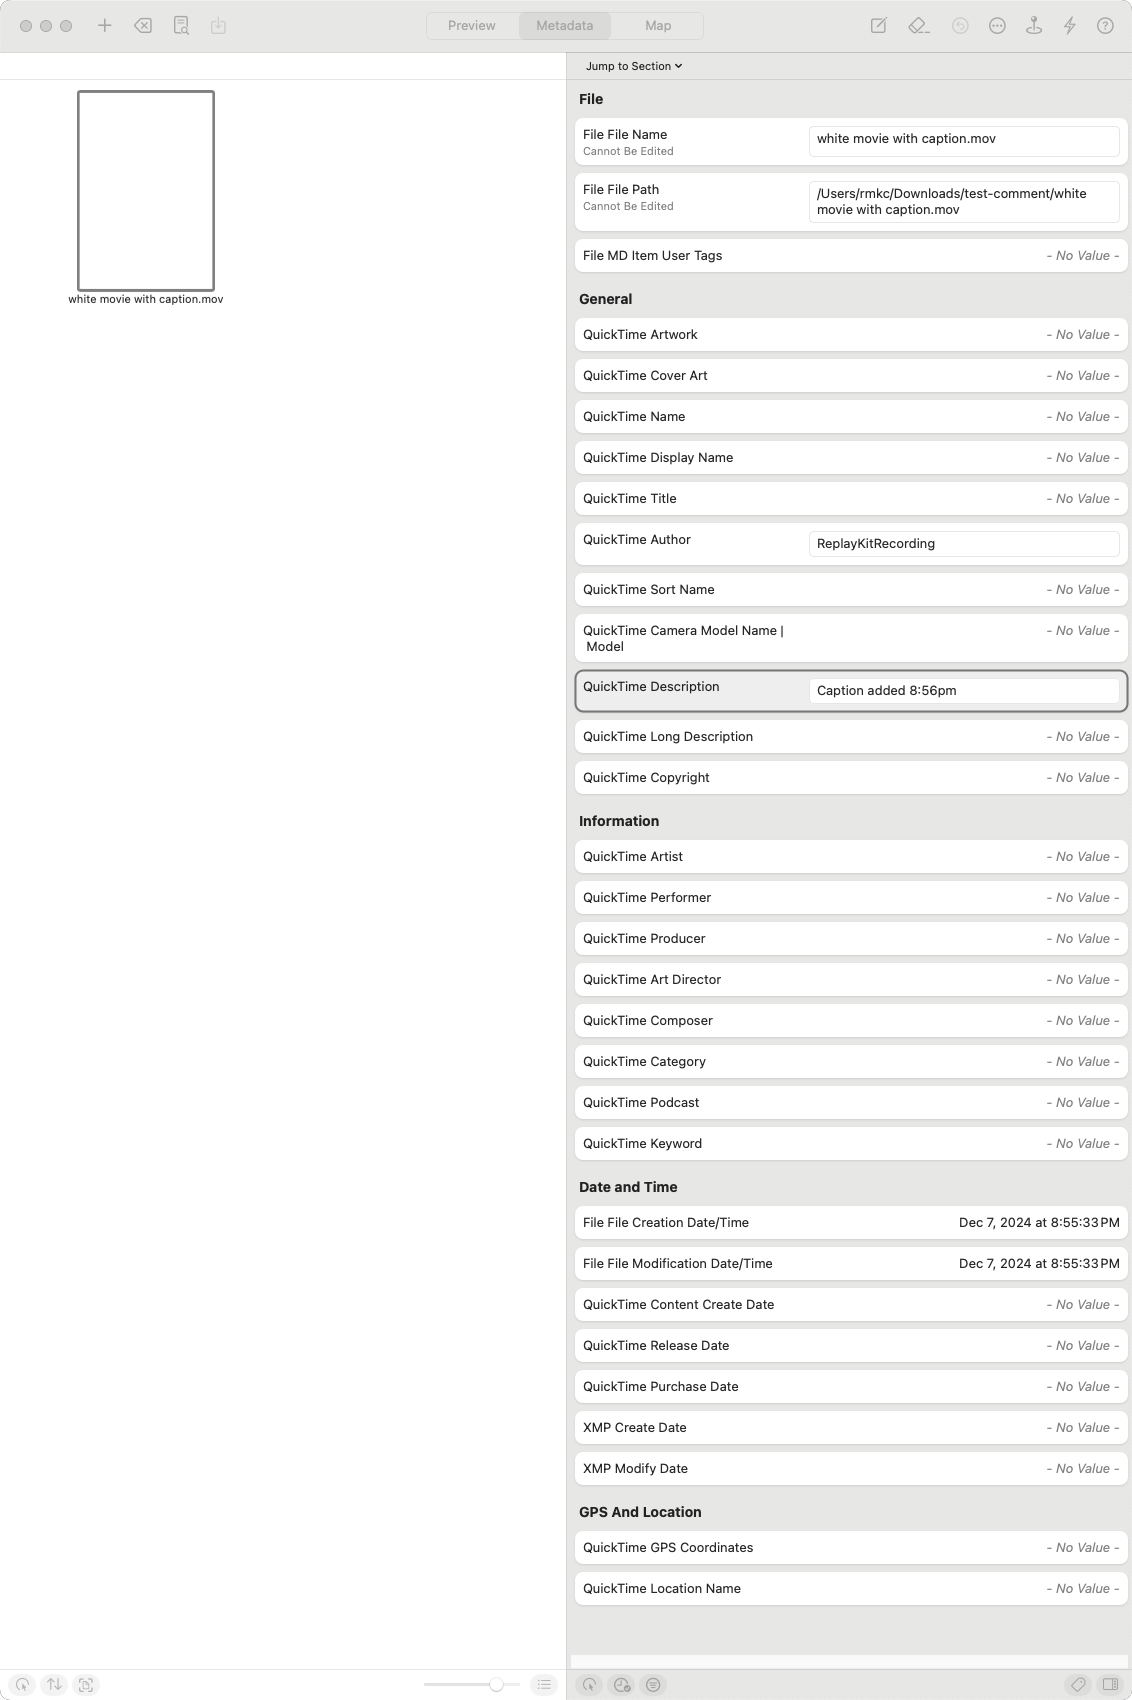 Preview
Metadata
Map
Jump to Section
File
File File Name
Cannot Be Edited
white movie with caption.mov
File File Path
Cannot Be Edited
/Users/rmkc/Downloads/test-comment/white
movie with caption.mov
File MD Item User Tags
- No Value -
white movie with caption.mov
General
QuickTime Artwork
- No Value -
QuickTime Cover Art
- No Value -
QuickTime Name
- No Value -
QuickTime Display Name
- No Value -
QuickTime Title
- No Value -
QuickTime Author
ReplayKitRecording
QuickTime Sort Name
- No Value -
QuickTime Camera Model Name |
Model
- No Value -
QuickTime Description
Caption added 8:56pm
QuickTime Long Description
- No Value -
QuickTime Copyright
- No Value -
Information
QuickTime Artist
- No Value -
QuickTime Performer
- No Value -
QuickTime Producer
- No Value -
QuickTime Art Director
- No Value -
QuickTime Composer
- No Value -
QuickTime Category
- No Value -
QuickTime Podcast
- No Value -
QuickTime Keyword
- No Value -
Date and Time
File File Creation Date/Time
Dec 7, 2024 at 8:55:33 PM
File File Modification Date/Time
Dec 7, 2024 at 8:55:33 PM
QuickTime Content Create Date
- No Value -
QuickTime Release Date
- No Value -
QuickTime Purchase Date
- No Value -
XMP Create Date
- No Value -
XMP Modify Date
- No Value -
GPS And Location
QuickTime GPS Coordinates
- No Value -
QuickTime Location Name
- No Value -